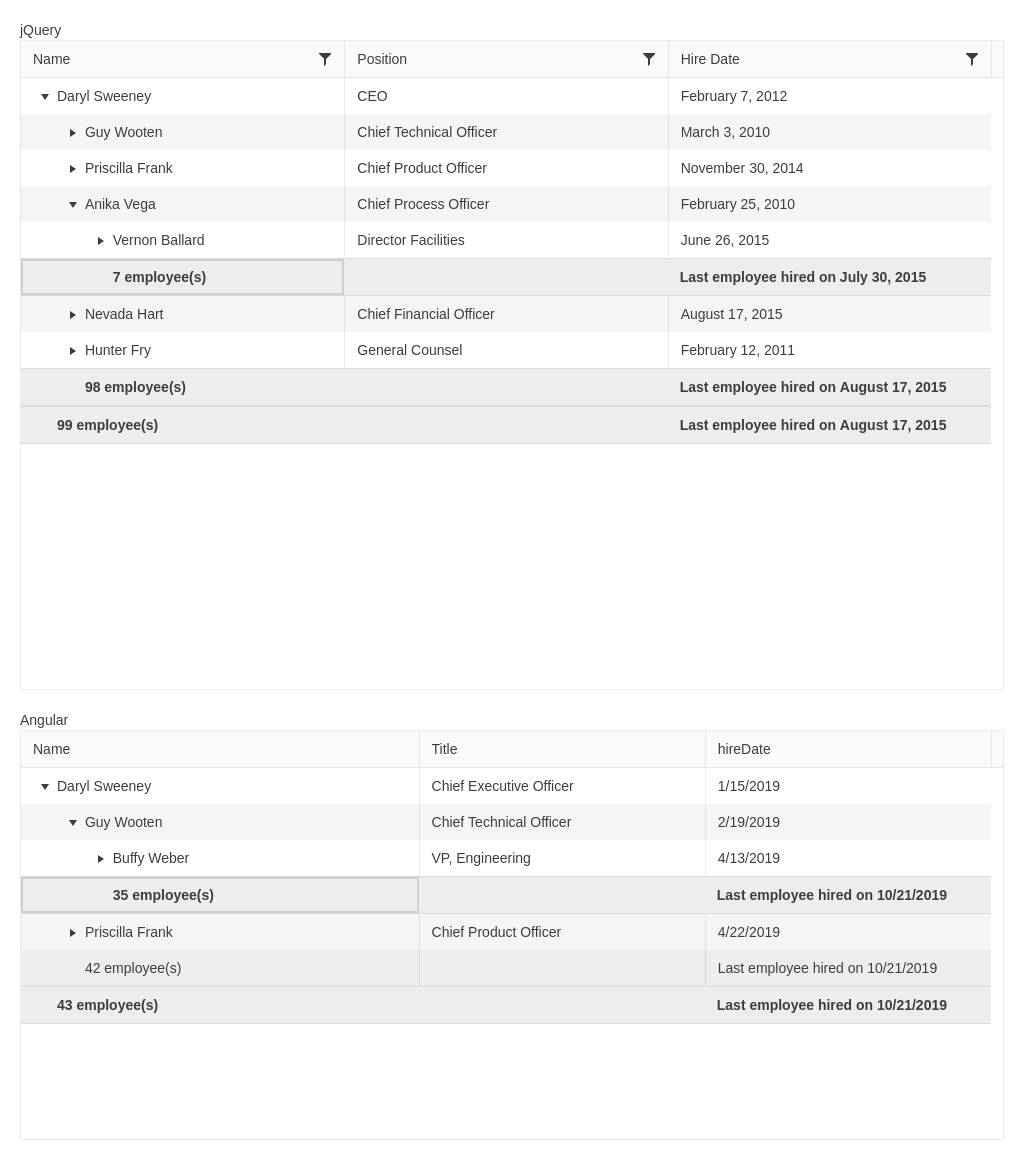 jQuery
Name Position Hire Date
Daryl Sweeney CEO February 7, 2012
Guy Wooten Chief Technical Officer March 3, 2010
Priscilla Frank Chief Product Officer November 30, 2014
Anika Vega Chief Process Officer February 25, 2010
Vernon Ballard Director Facilities June 26, 2015
7 employee(s) Last employee hired on July 30, 2015
Nevada Hart Chief Financial Officer August 17, 2015
Hunter Fry General Counsel February 12, 2011
98 employee(s) Last employee hired on August 17, 2015
99 employee(s) Last employee hired on August 17, 2015
Angular
Name Title hireDate
Daryl Sweeney Chief Executive Officer 1/15/2019
Guy Wooten Chief Technical Officer 2/19/2019
Buffy Weber VP, Engineering 4/13/2019
35 employee(s) Last employee hired on 10/21/2019
Priscilla Frank Chief Product Officer 4/22/2019
42 employee(s) Last employee hired on 10/21/2019
43 employee(s) Last employee hired on 10/21/2019